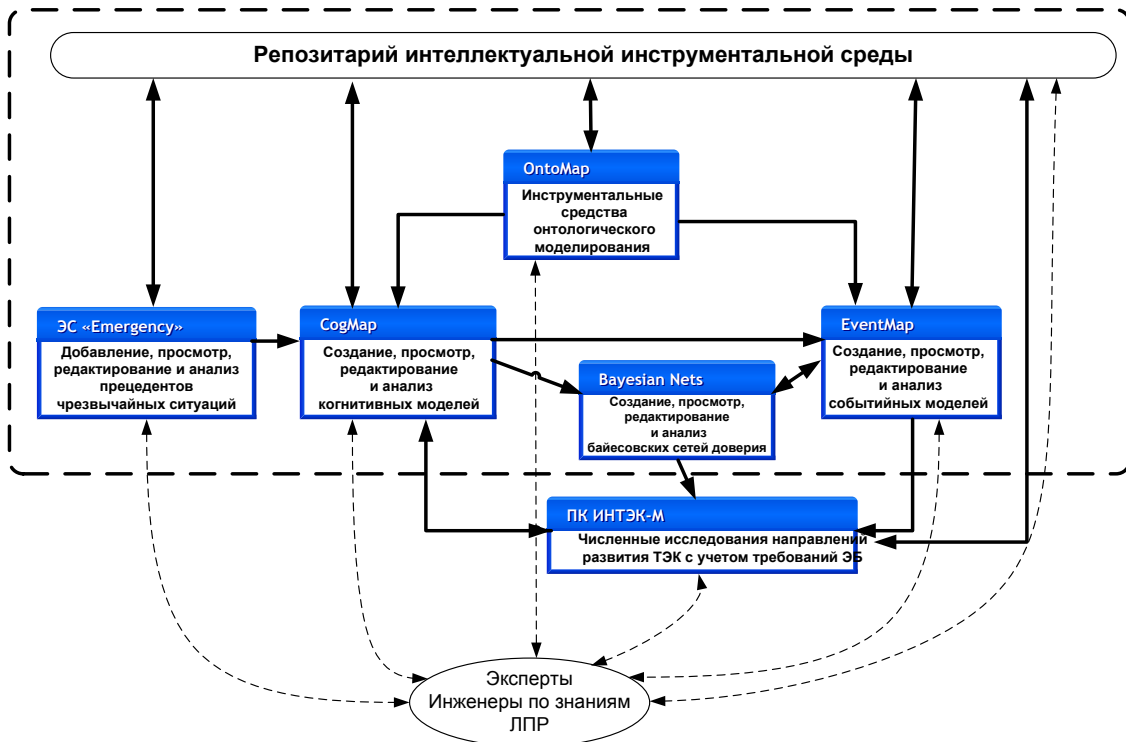 Репозитарий интеллектуальной инструментальной среды
OntoMap
Инструментальные
средства
онтологического
моделирования
ЭС «Emergency»
Добавление, просмотр,
редактирование и анализ
прецедентов
чрезвычайных ситуаций
CogMap
Создание, просмотр,
редактирование
и анализ
когнитивных моделей
EventMap
Создание, просмотр,
редактирование
и анализ
событийных моделей
Bayesian Nets
Создание, просмотр,
редактирование
и анализ
байесовских сетей доверия
ПК ИНТЭК-М
Численные исследования направлений
развития ТЭК с учетом требований ЭБ
Эксперты
Инженеры по знаниям
ЛПР